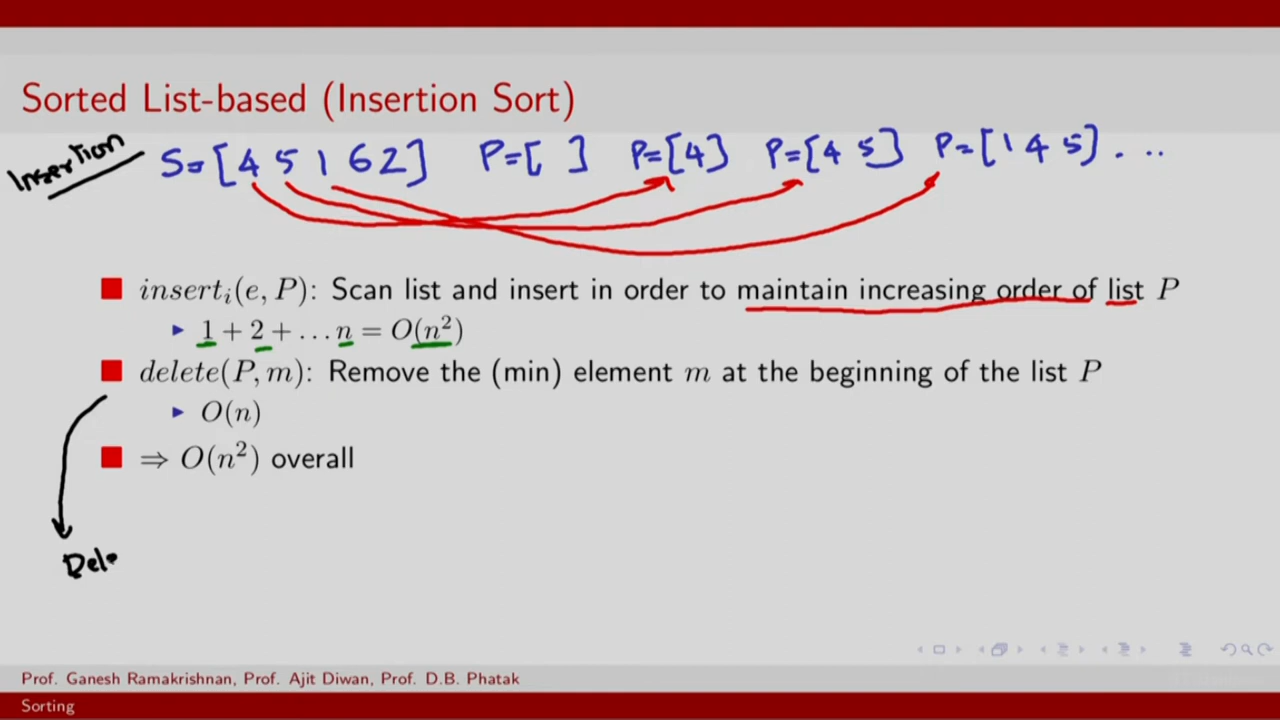 Sorted List-based (Insertion Sort)
Insertion
S=[4 5 1 6 2] P=[ ] P=[4] P=[4 5] P=[1 4 5] . ..
insertᵢ(e, P): Scan list and insert in order to maintain increasing order of list P
1 + 2 + . . . n = O(n²)
delete(P, m): Remove the (min) element m at the beginning of the list P
O(n)
⇒ O(n²) overall
Del
Prof. Ganesh Ramakrishnan, Prof. Ajit Diwan, Prof. D.B. Phatak
Sorting